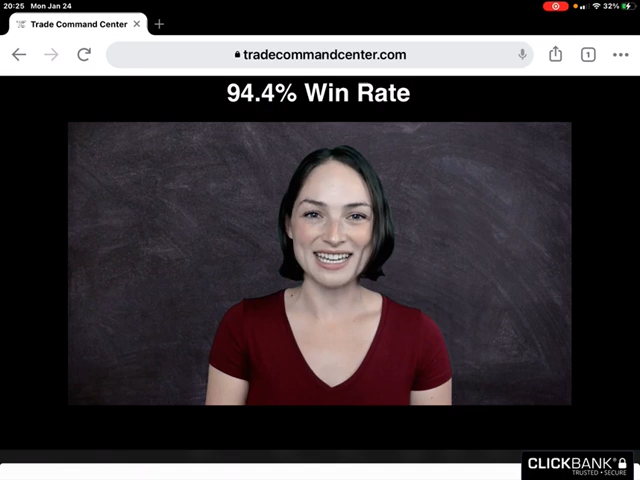 20:25 Mon Jan 24
32%
Trade Command Center
tradecommandcenter.com
1
94.4% Win Rate
CLICKBANK®
TRUSTED • SECURE